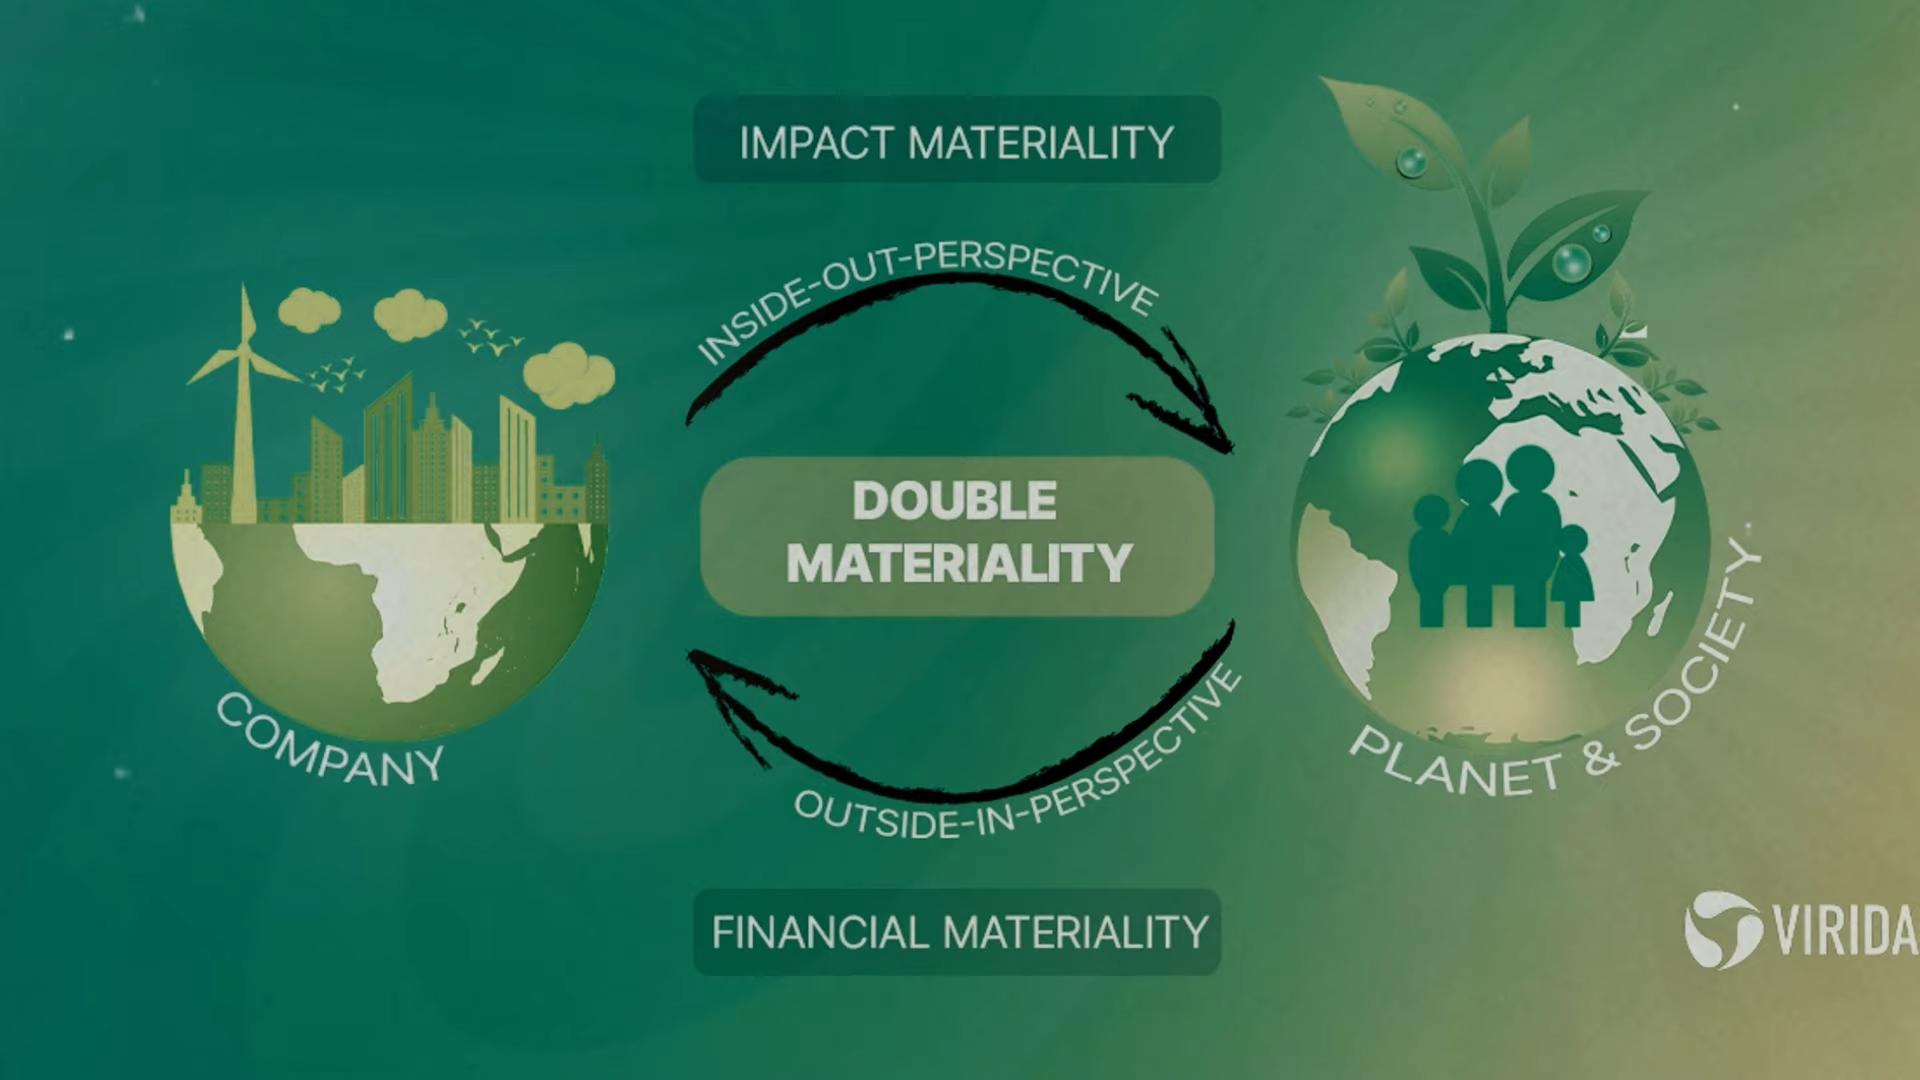 IMPACT MATERIALITY
INSIDE-OUT-PERSPECTIVE
DOUBLE
MATERIALITY
COMPANY
PLANET & SOCIETY
OUTSIDE-IN-PERSPECTIVE
FINANCIAL MATERIALITY
VIRIDA